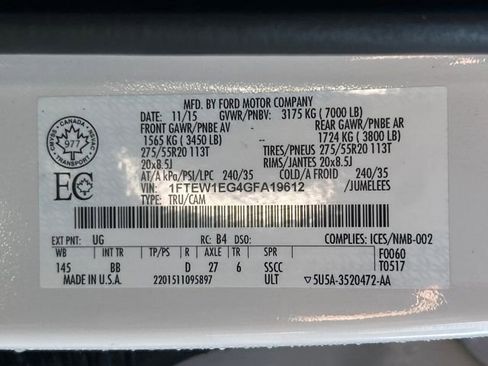 MFD. BY FORD MOTOR COMPANY
DATE: 11/15 GVWR/PNBV: 3175 KG ( 7000 LB)
FRONT GAWR/PNBE AV REAR GAWR/PNBE AR
1565 KG ( 3450 LB) 1724 KG ( 3800 LB)
275/55R20 113T TIRES/PNEUS 275/55R20 113T
20x8.5J RIMS/JANTES 20x8.5J
AT/A kPa/PSI/LPC 240/35 COLD/A FROID 240/35
VIN: 1FTEW1EG4GFA19612 /JUMELEES
TYPE: TRU/CAM
CANADA
977
TRANSPORT
EC
EXT PNT: UG RC: B4 DSO: COMPLIES: ICES/NMB-002
WB INT TR TP/PS R AXLE TR SPR F0060
145 BB D 27 6 SSCC T0517
MADE IN U.S.A. 2201511095897 ULT 5U5A-3520472-AA